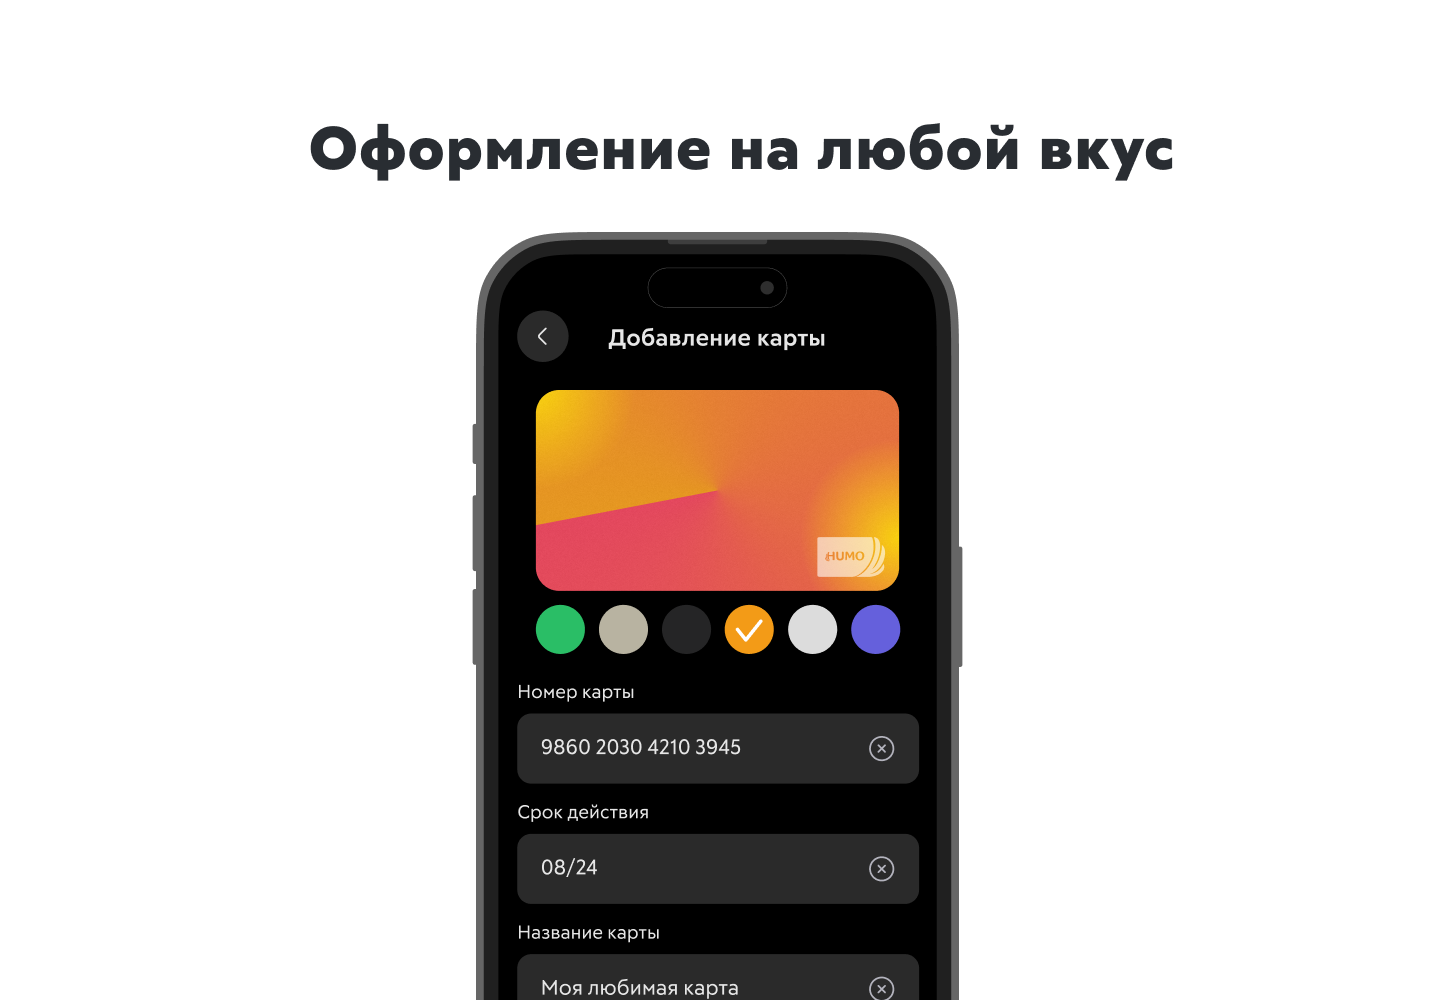 Оформление на любой вкус
Добавление карты
HUMO
Номер карты
9860 2030 4210 3945
Срок действия
08/24
Название карты
Моя любимая карта